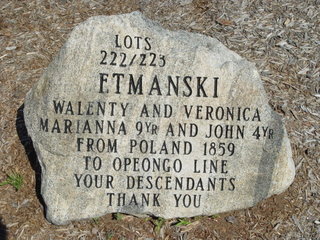 LOTS
222/223
ETMANSKI
WALENTY AND VERONICA
MARIANNA 9YR AND JOHN 4YR
FROM POLAND 1859
TO OPEONGO LINE
YOUR DESCENDANTS
THANK YOU